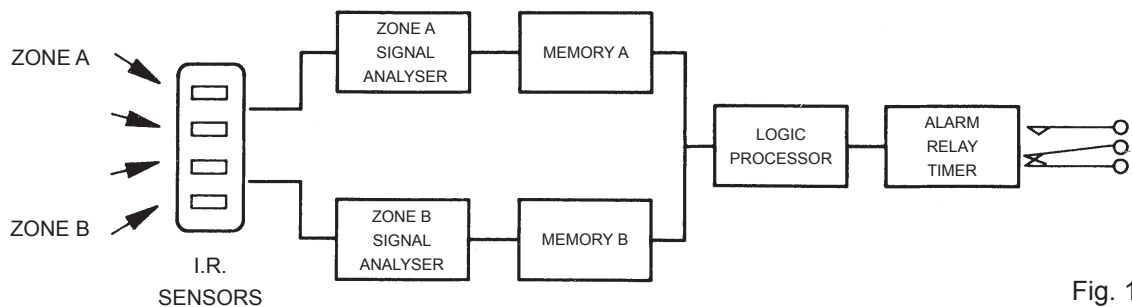 ZONE A
ZONE B
I.R.
SENSORS
ZONE A
SIGNAL
ANALYSER
MEMORY A
ZONE B
SIGNAL
ANALYSER
MEMORY B
LOGIC
PROCESSOR
ALARM
RELAY
TIMER
Fig. 1